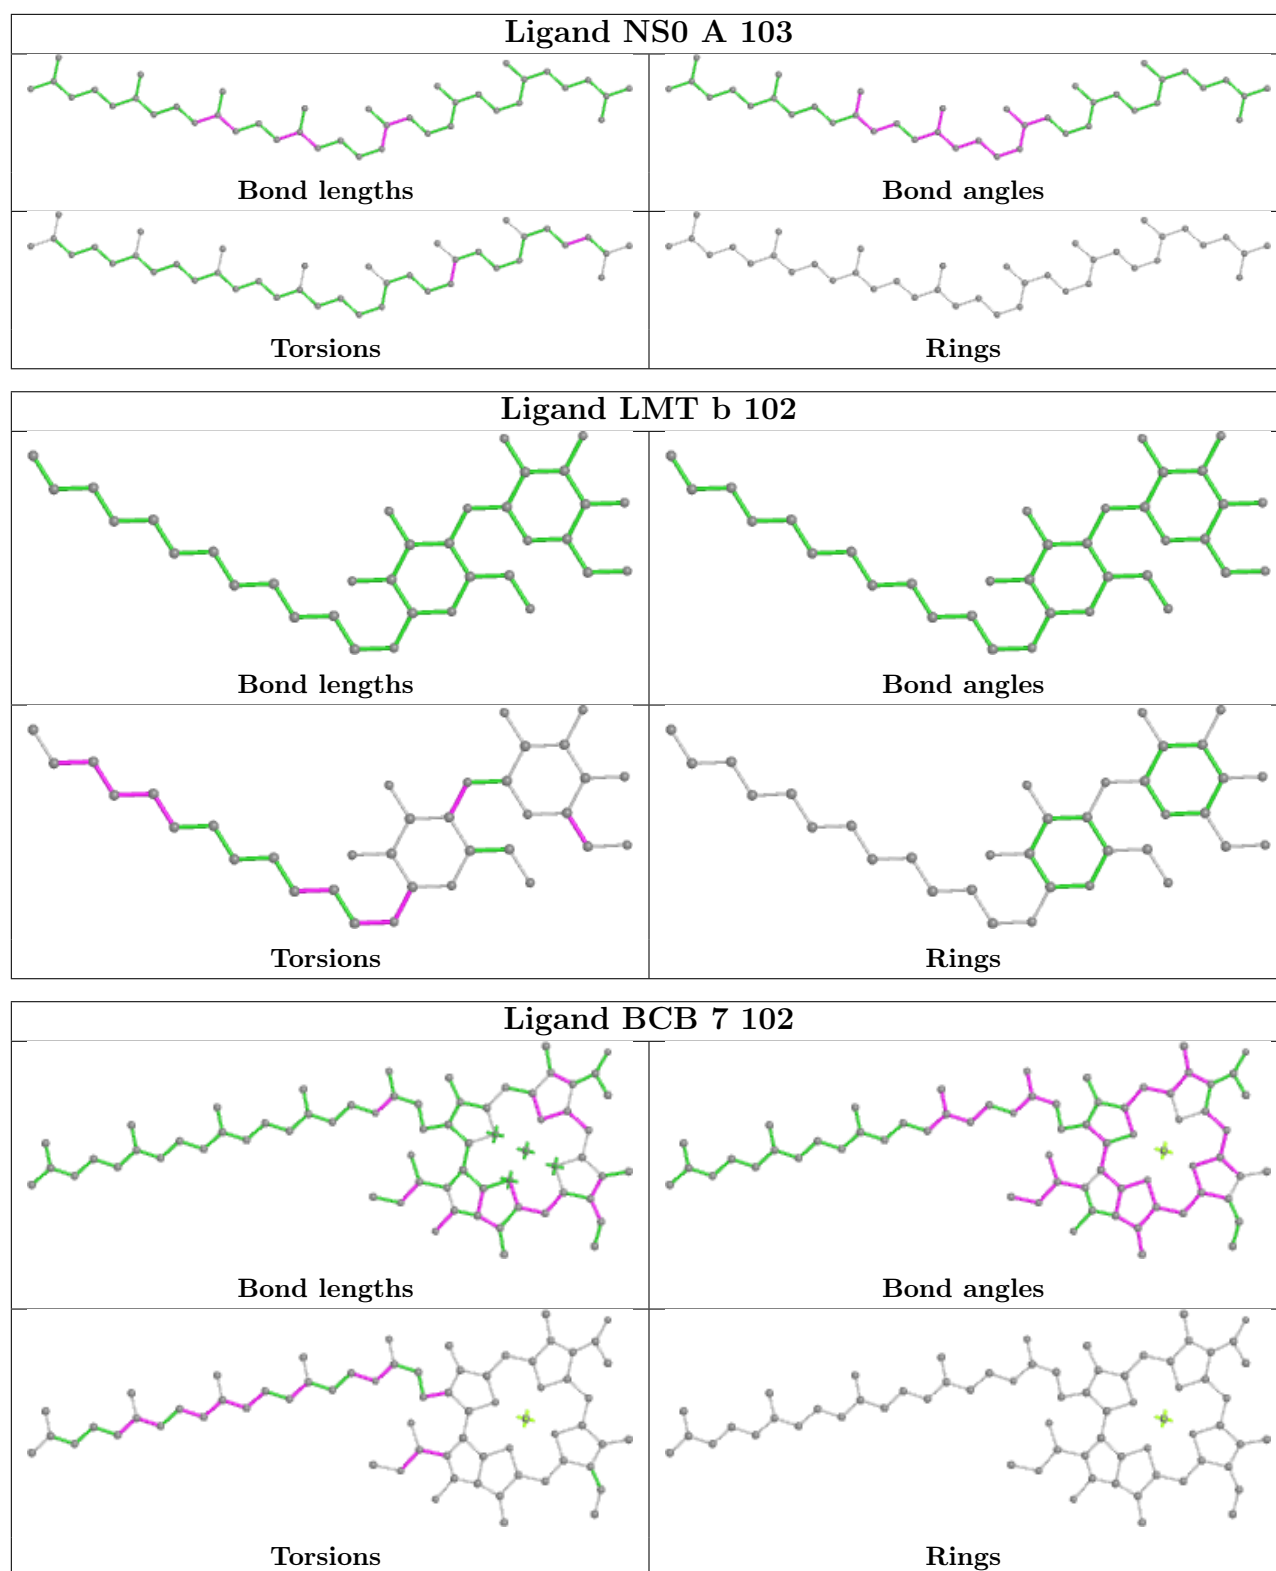 Ligand NS0 A 103
Bond lengths
Bond angles
Torsions
Rings
Ligand LMT b 102
Bond lengths
Bond angles
Torsions
Rings
Ligand BCB 7 102
Bond lengths
Bond angles
Torsions
Rings